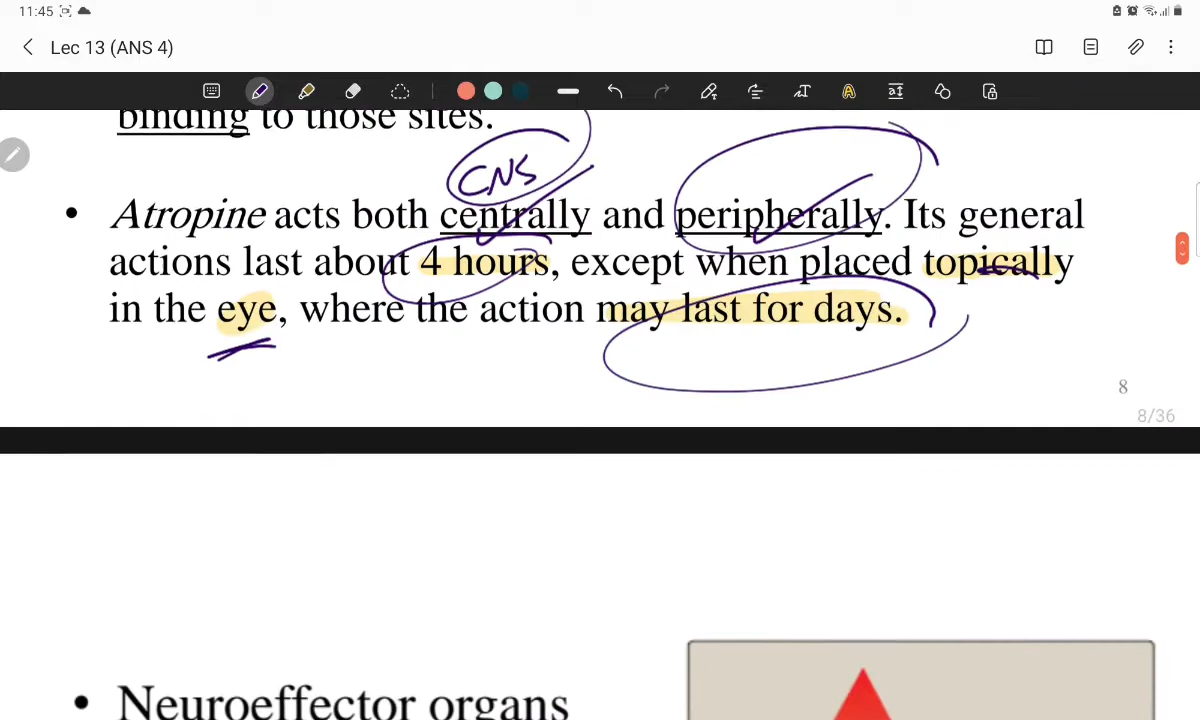 11:45
Lec 13 (ANS 4)
binding to those sites.
CNS
• Atropine acts both centrally and peripherally. Its general
actions last about 4 hours, except when placed topically
in the eye, where the action may last for days.
8
8/36
• Neuroeffector organs